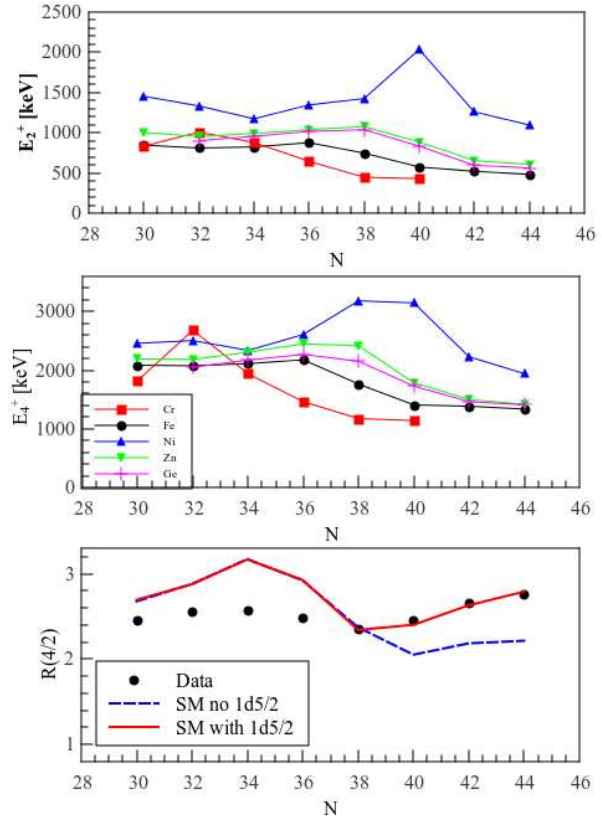 2500
2000
1500
1000
500
0
E2+ [keV]
28 30 32 34 36 38 40 42 44 46
N
3000
2000
1000
0
E4+ [keV]
Cr
Fe
Ni
Zn
Ge
28 30 32 34 36 38 40 42 44 46
N
3
2
1
R(4/2)
Data
SM no 1d5/2
SM with 1d5/2
28 30 32 34 36 38 40 42 44 46
N